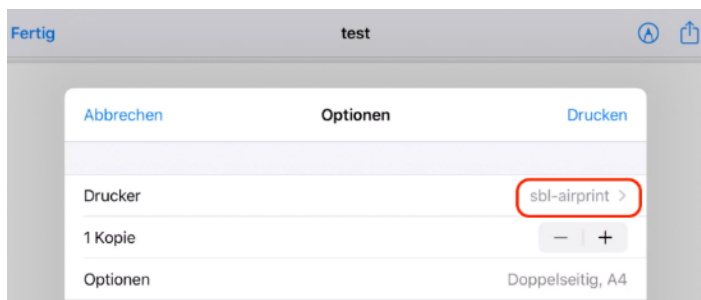 Fertig test
Abbrechen Optionen Drucken
Drucker sbl-airprint
1 Kopie
Optionen Doppelseitig, A4